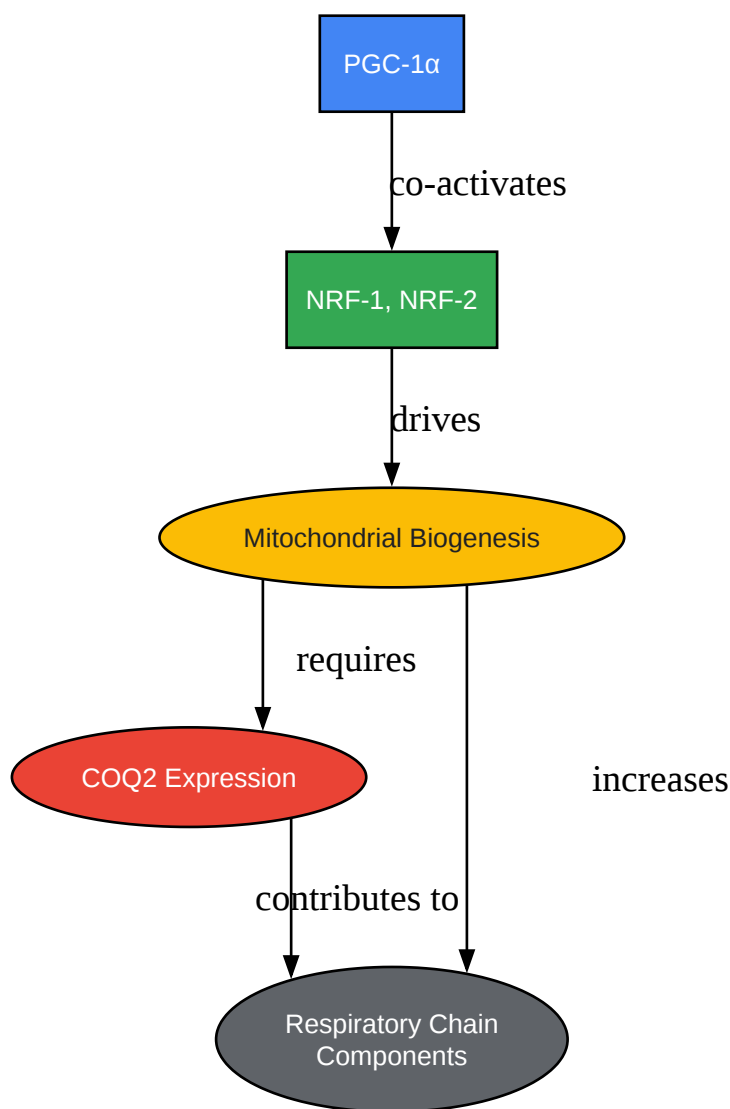 PGC-1α
co-activates
NRF-1, NRF-2
drives
Mitochondrial Biogenesis
requires
COQ2 Expression
increases
contributes to
Respiratory Chain
Components